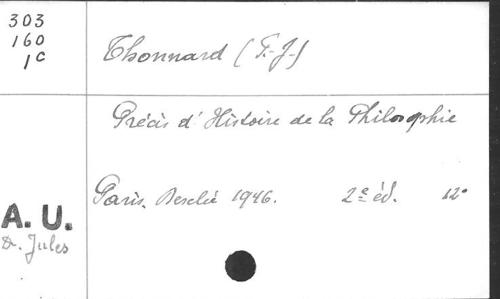 303
160
1c
Thonnard (F.-J.)
Précis d'Histoire de la Philosophie
Paris. Desclée 1946. 2e éd. 12°
A. U.
Dr. Jules